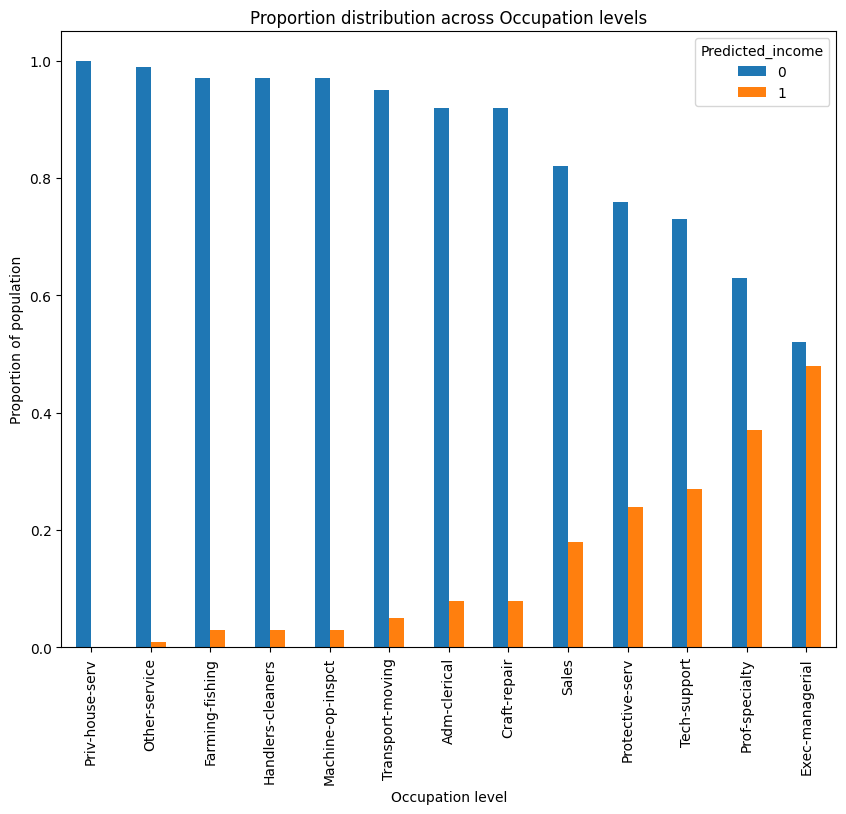 Proportion distribution across Occupation levels
Predicted_income
0
1
Proportion of population
1.0
0.8
0.6
0.4
0.2
0.0
Priv-house-serv
Other-service
Farming-fishing
Handlers-cleaners
Machine-op-inspct
Transport-moving
Adm-clerical
Craft-repair
Sales
Protective-serv
Tech-support
Prof-specialty
Exec-managerial
Occupation level